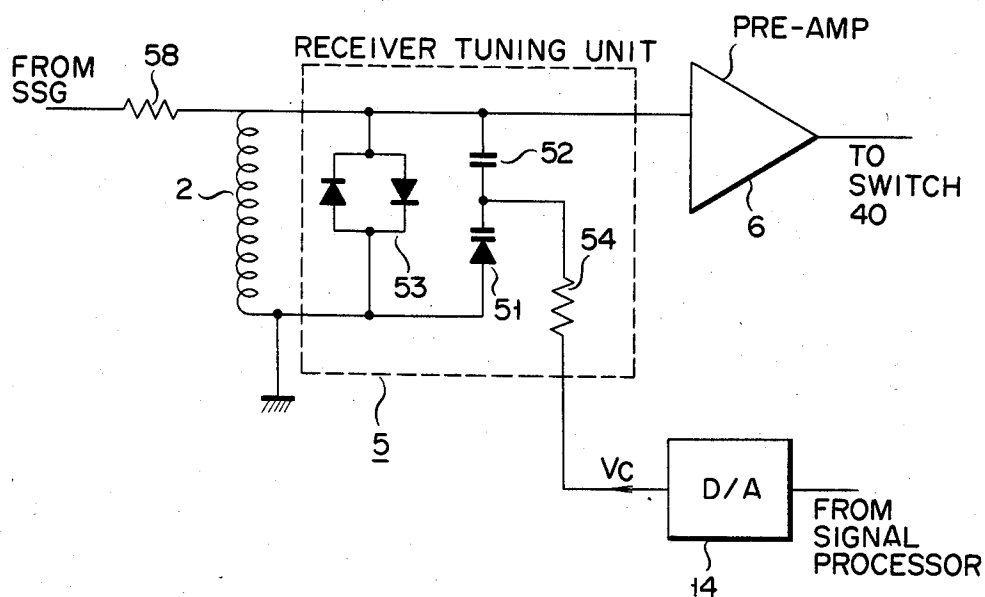 RECEIVER TUNING UNIT
PRE-AMP
FROM
SSG
58
2
52
53
51
54
5
6
TO
SWITCH
40
VC
D/A
14
FROM
SIGNAL
PROCESSOR